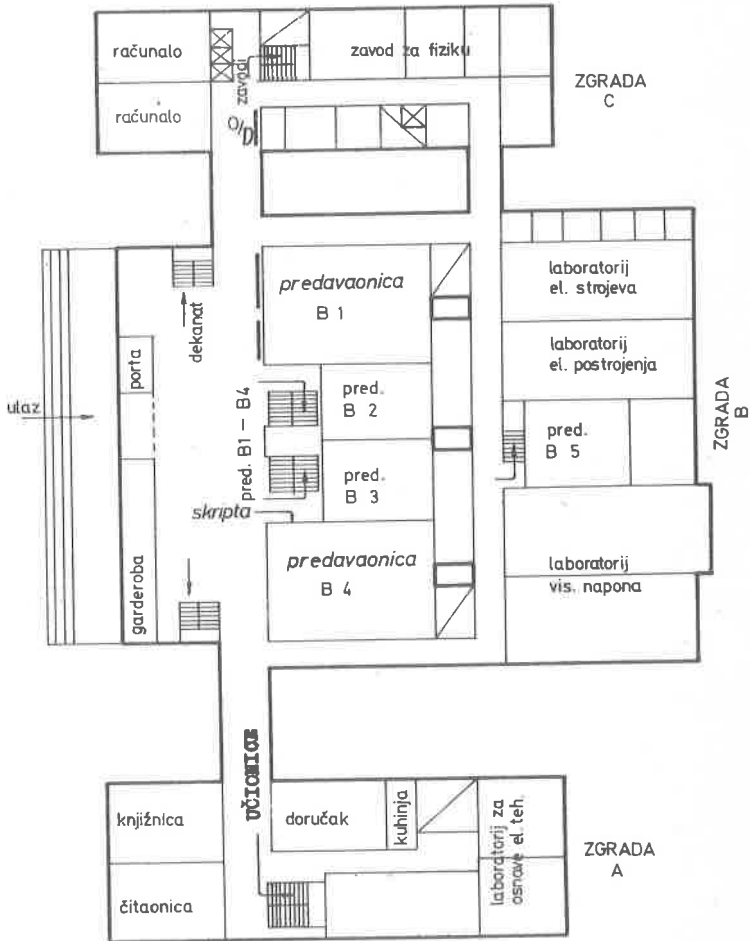 računalo
zavodi
zavod za fiziku
ZGRADA
C
računalo
O/D
predavaonica
B 1
laboratorij
el. strojeva
dekanat
porta
laboratorij
el. postrojenja
ulaz
pred. B1 – B4
pred.
B 2
pred.
B 5
ZGRADA
B
pred.
B 3
skripta
predavaonica
B 4
laboratorij
vis. napona
garderoba
UČIONICE
knjižnica
doručak
kuhinja
laboratorij za
osnove el. teh.
ZGRADA
A
čitaonica